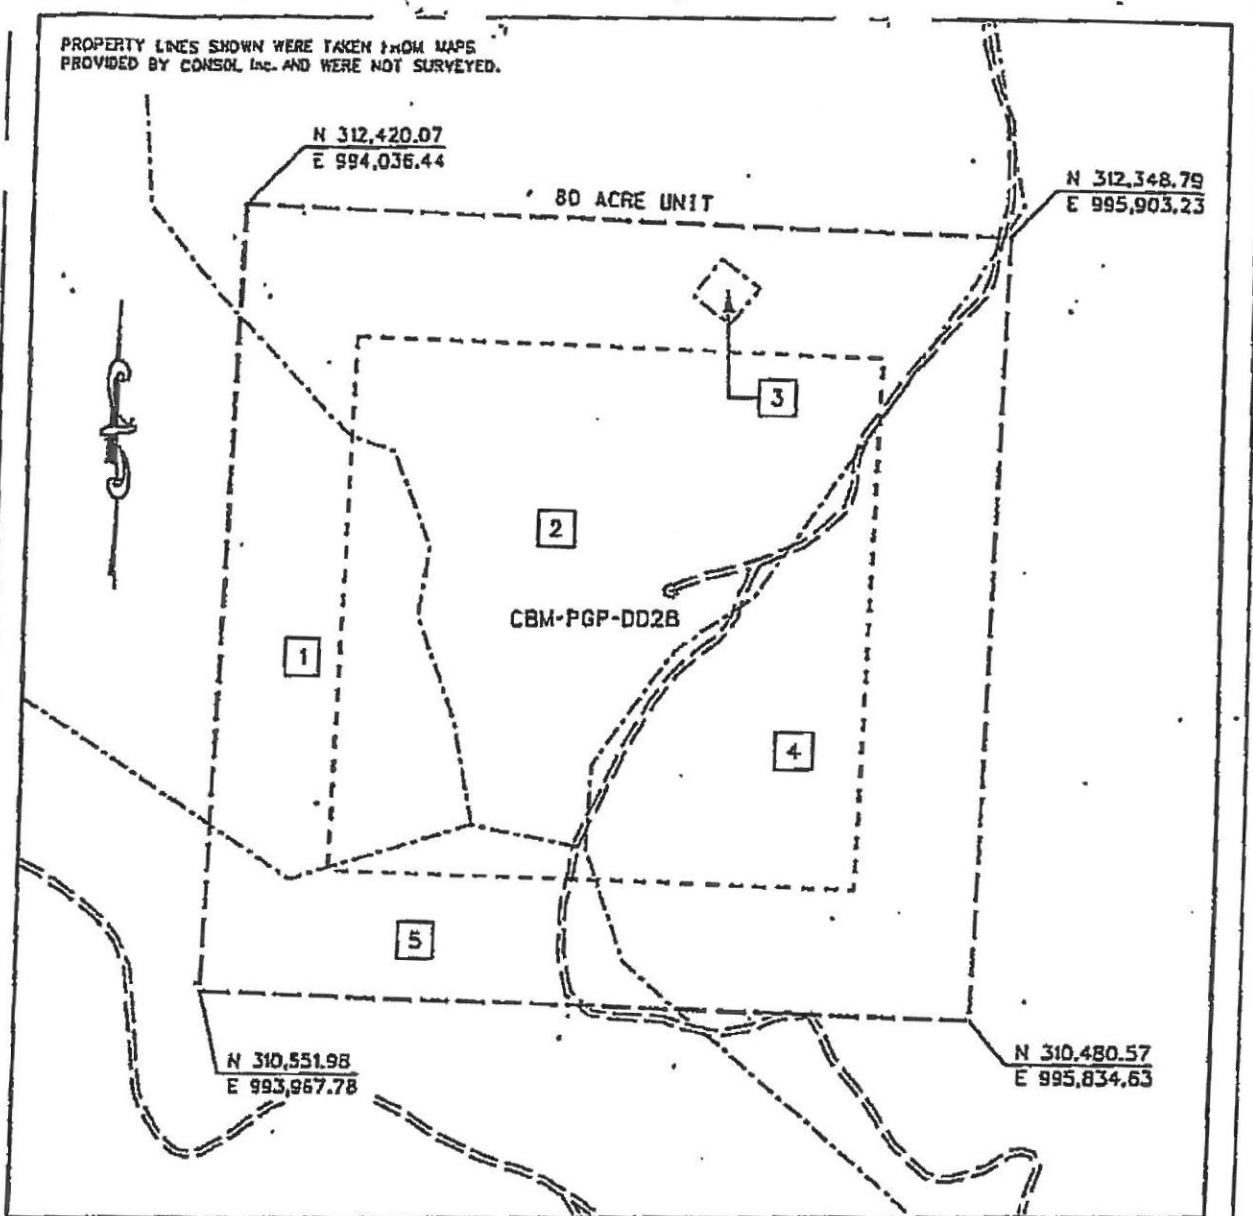 PROPERTY LINES SHOWN WERE TAKEN FROM MAPS
PROVIDED BY CONSOL Inc. AND WERE NOT SURVEYED.
N 312,420.07
E 994,036.44
80 ACRE UNIT
N 312,348.79
E 995,903.23
3
2
CBM-PGP-DD2B
1
4
5
N 310,551.98
E 993,967.78
N 310,480.57
E 995,834.63